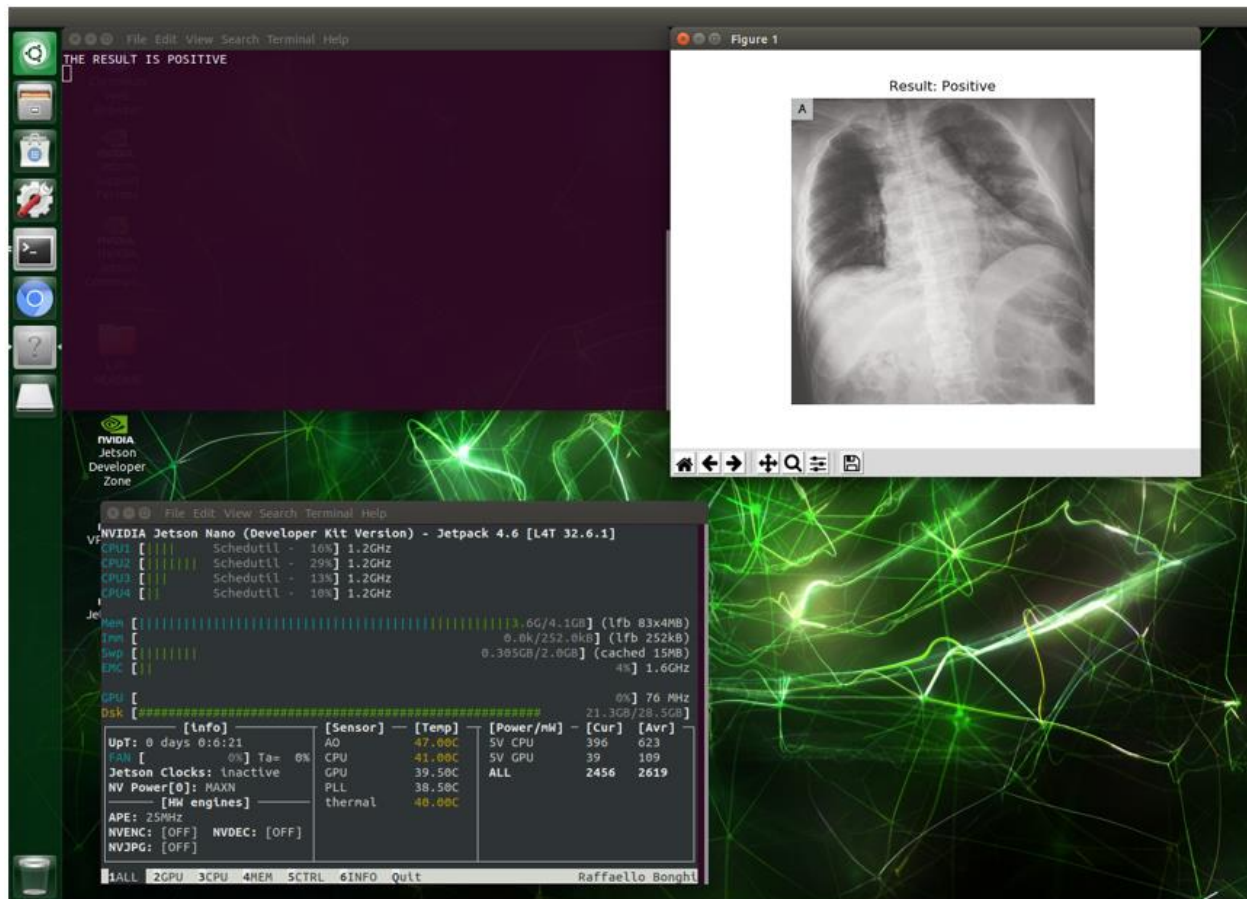 File Edit View Search Terminal Help
THE RESULT IS POSITIVE
Figure 1
Result: Positive
A
NVIDIA
Jetson
Developer
Zone
File Edit View Search Terminal Help
NVIDIA Jetson Nano (Developer Kit Version) - Jetpack 4.6 [L4T 32.6.1]
CPU1 [|||| Schedutil - 16%] 1.2GHz
CPU2 [||||||| Schedutil - 29%] 1.2GHz
CPU3 [||| Schedutil - 13%] 1.2GHz
CPU4 [|| Schedutil - 10%] 1.2GHz
Mem [3.6G/4.1GB] (lfb 83x4MB)
Imm [ 0.0k/252.0kB] (lfb 252kB)
Swp [|||||||| 0.305GB/2.0GB] (cached 15MB)
EMC [|| 4%] 1.6GHz
GPU [ 0%] 76 MHz
Dsk [21.3GB/28.5GB]
[info] [Sensor] [Temp] [Power/mW] [Cur] [Avr]
UpT: 0 days 0:6:21 AO 47.00C 5V CPU 396 623
FAN [ 0%] Ta= 0% CPU 41.00C 5V GPU 39 109
Jetson Clocks: inactive GPU 39.50C ALL 2456 2619
NV Power[0]: MAXN PLL 38.50C
[HW engines] thermal 40.00C
APE: 25MHz
NVENC: [OFF] NVDEC: [OFF]
NVJPG: [OFF]
1ALL 2GPU 3CPU 4MEM 5CTRL 6INFO Quit Raffaello Bonghi